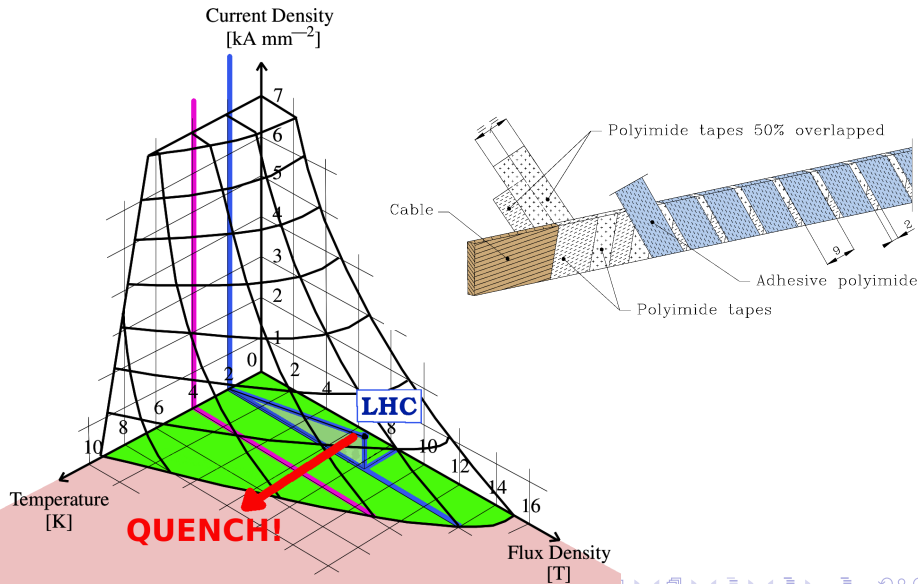 Current Density
[kA mm—2]
7
6
5
4
3
2
1
0
2
4
6
8
10
2
4
8
10
12
14
16
LHC
QUENCH!
Temperature
[K]
Flux Density
[T]
Polyimide tapes 50% overlapped
Cable
9
2
Adhesive polyimide
Polyimide tapes